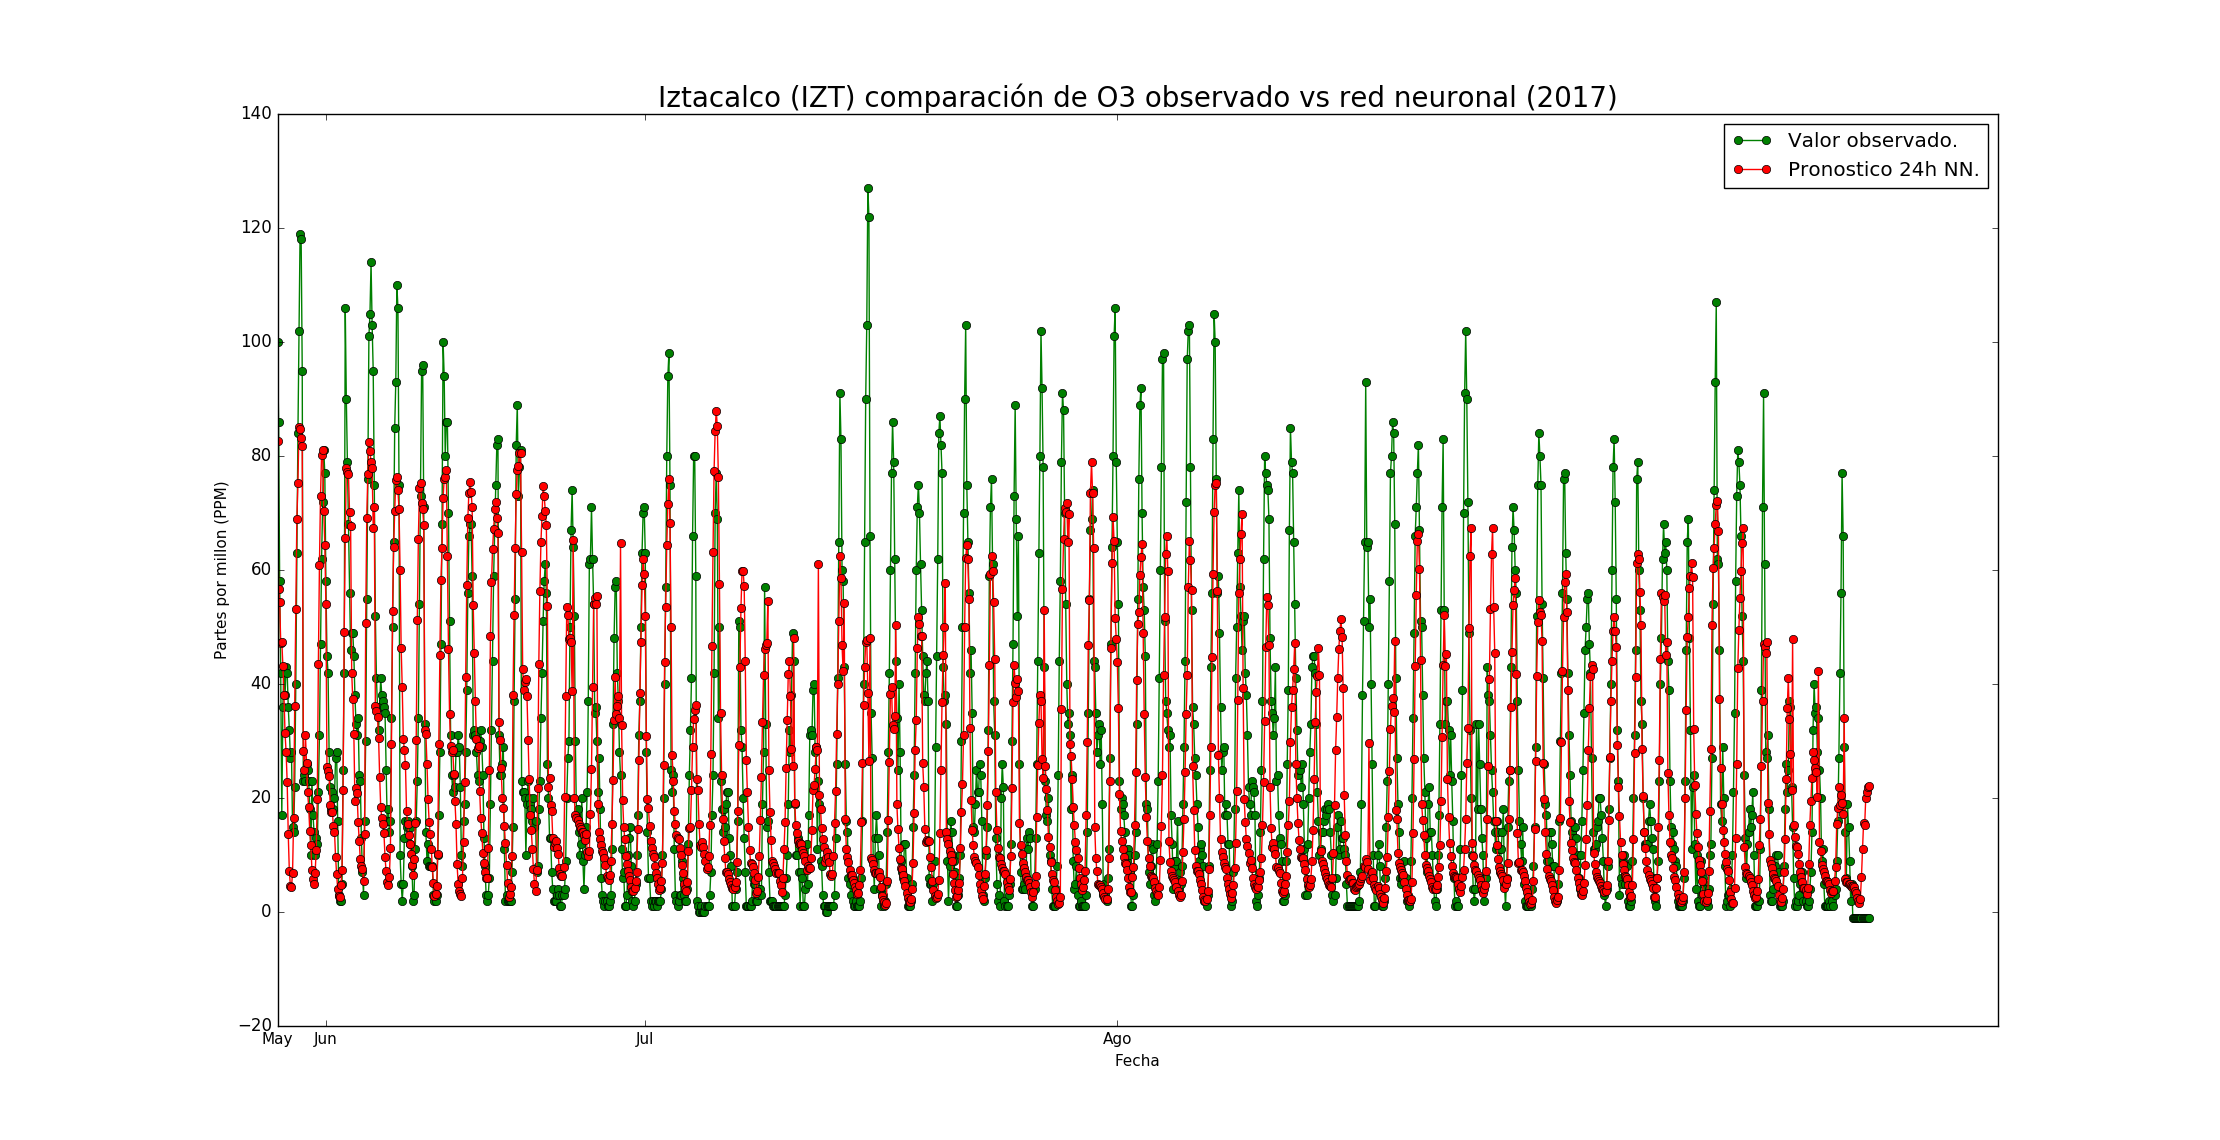 Iztacalco (IZT) comparación de O3 observado vs red neuronal (2017)
140
120
100
80
60
40
20
0
−20
Partes por millon (PPM)
Valor observado.
Pronostico 24h NN.
May Jun Jul Ago
Fecha